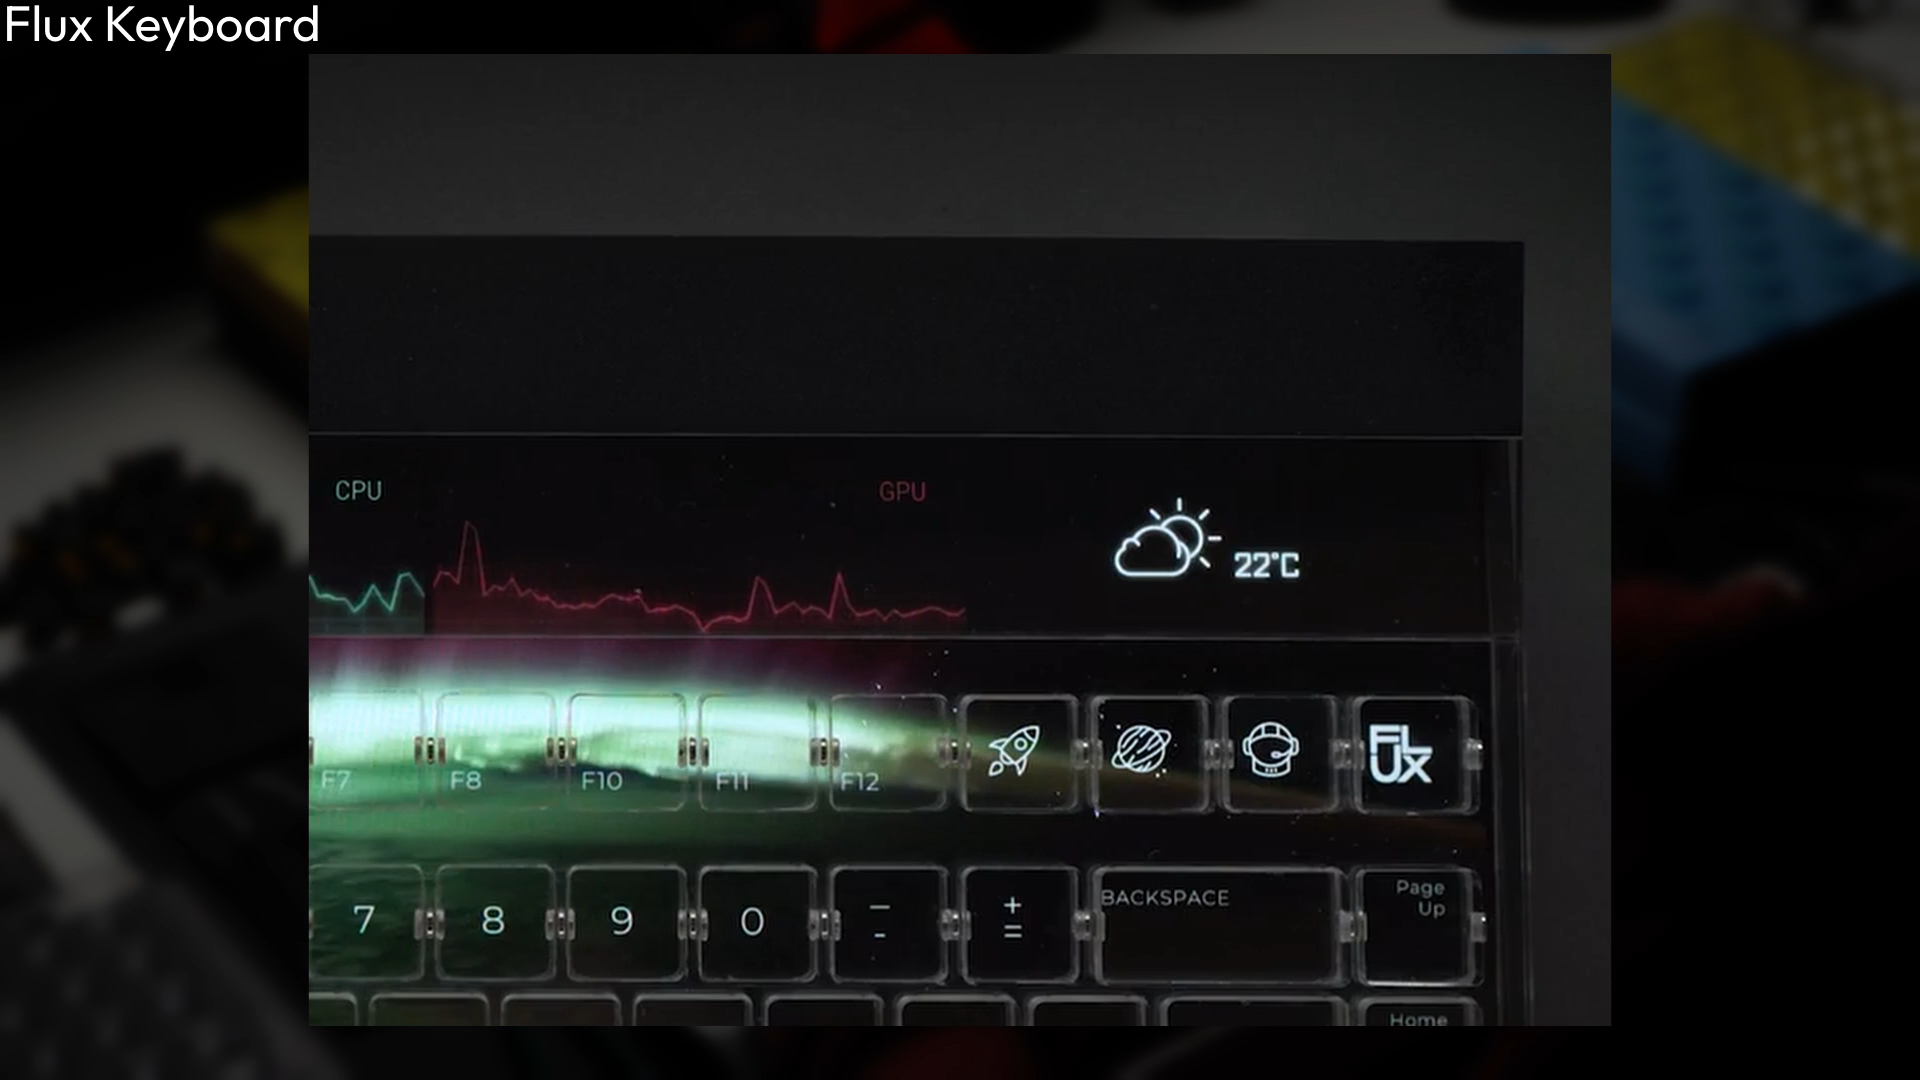 Flux Keyboard
CPU
GPU
22°C
F7
F8
F10
F11
F12
FLUX
7
8
9
0
_
-
+
=
BACKSPACE
Page
Up
Home